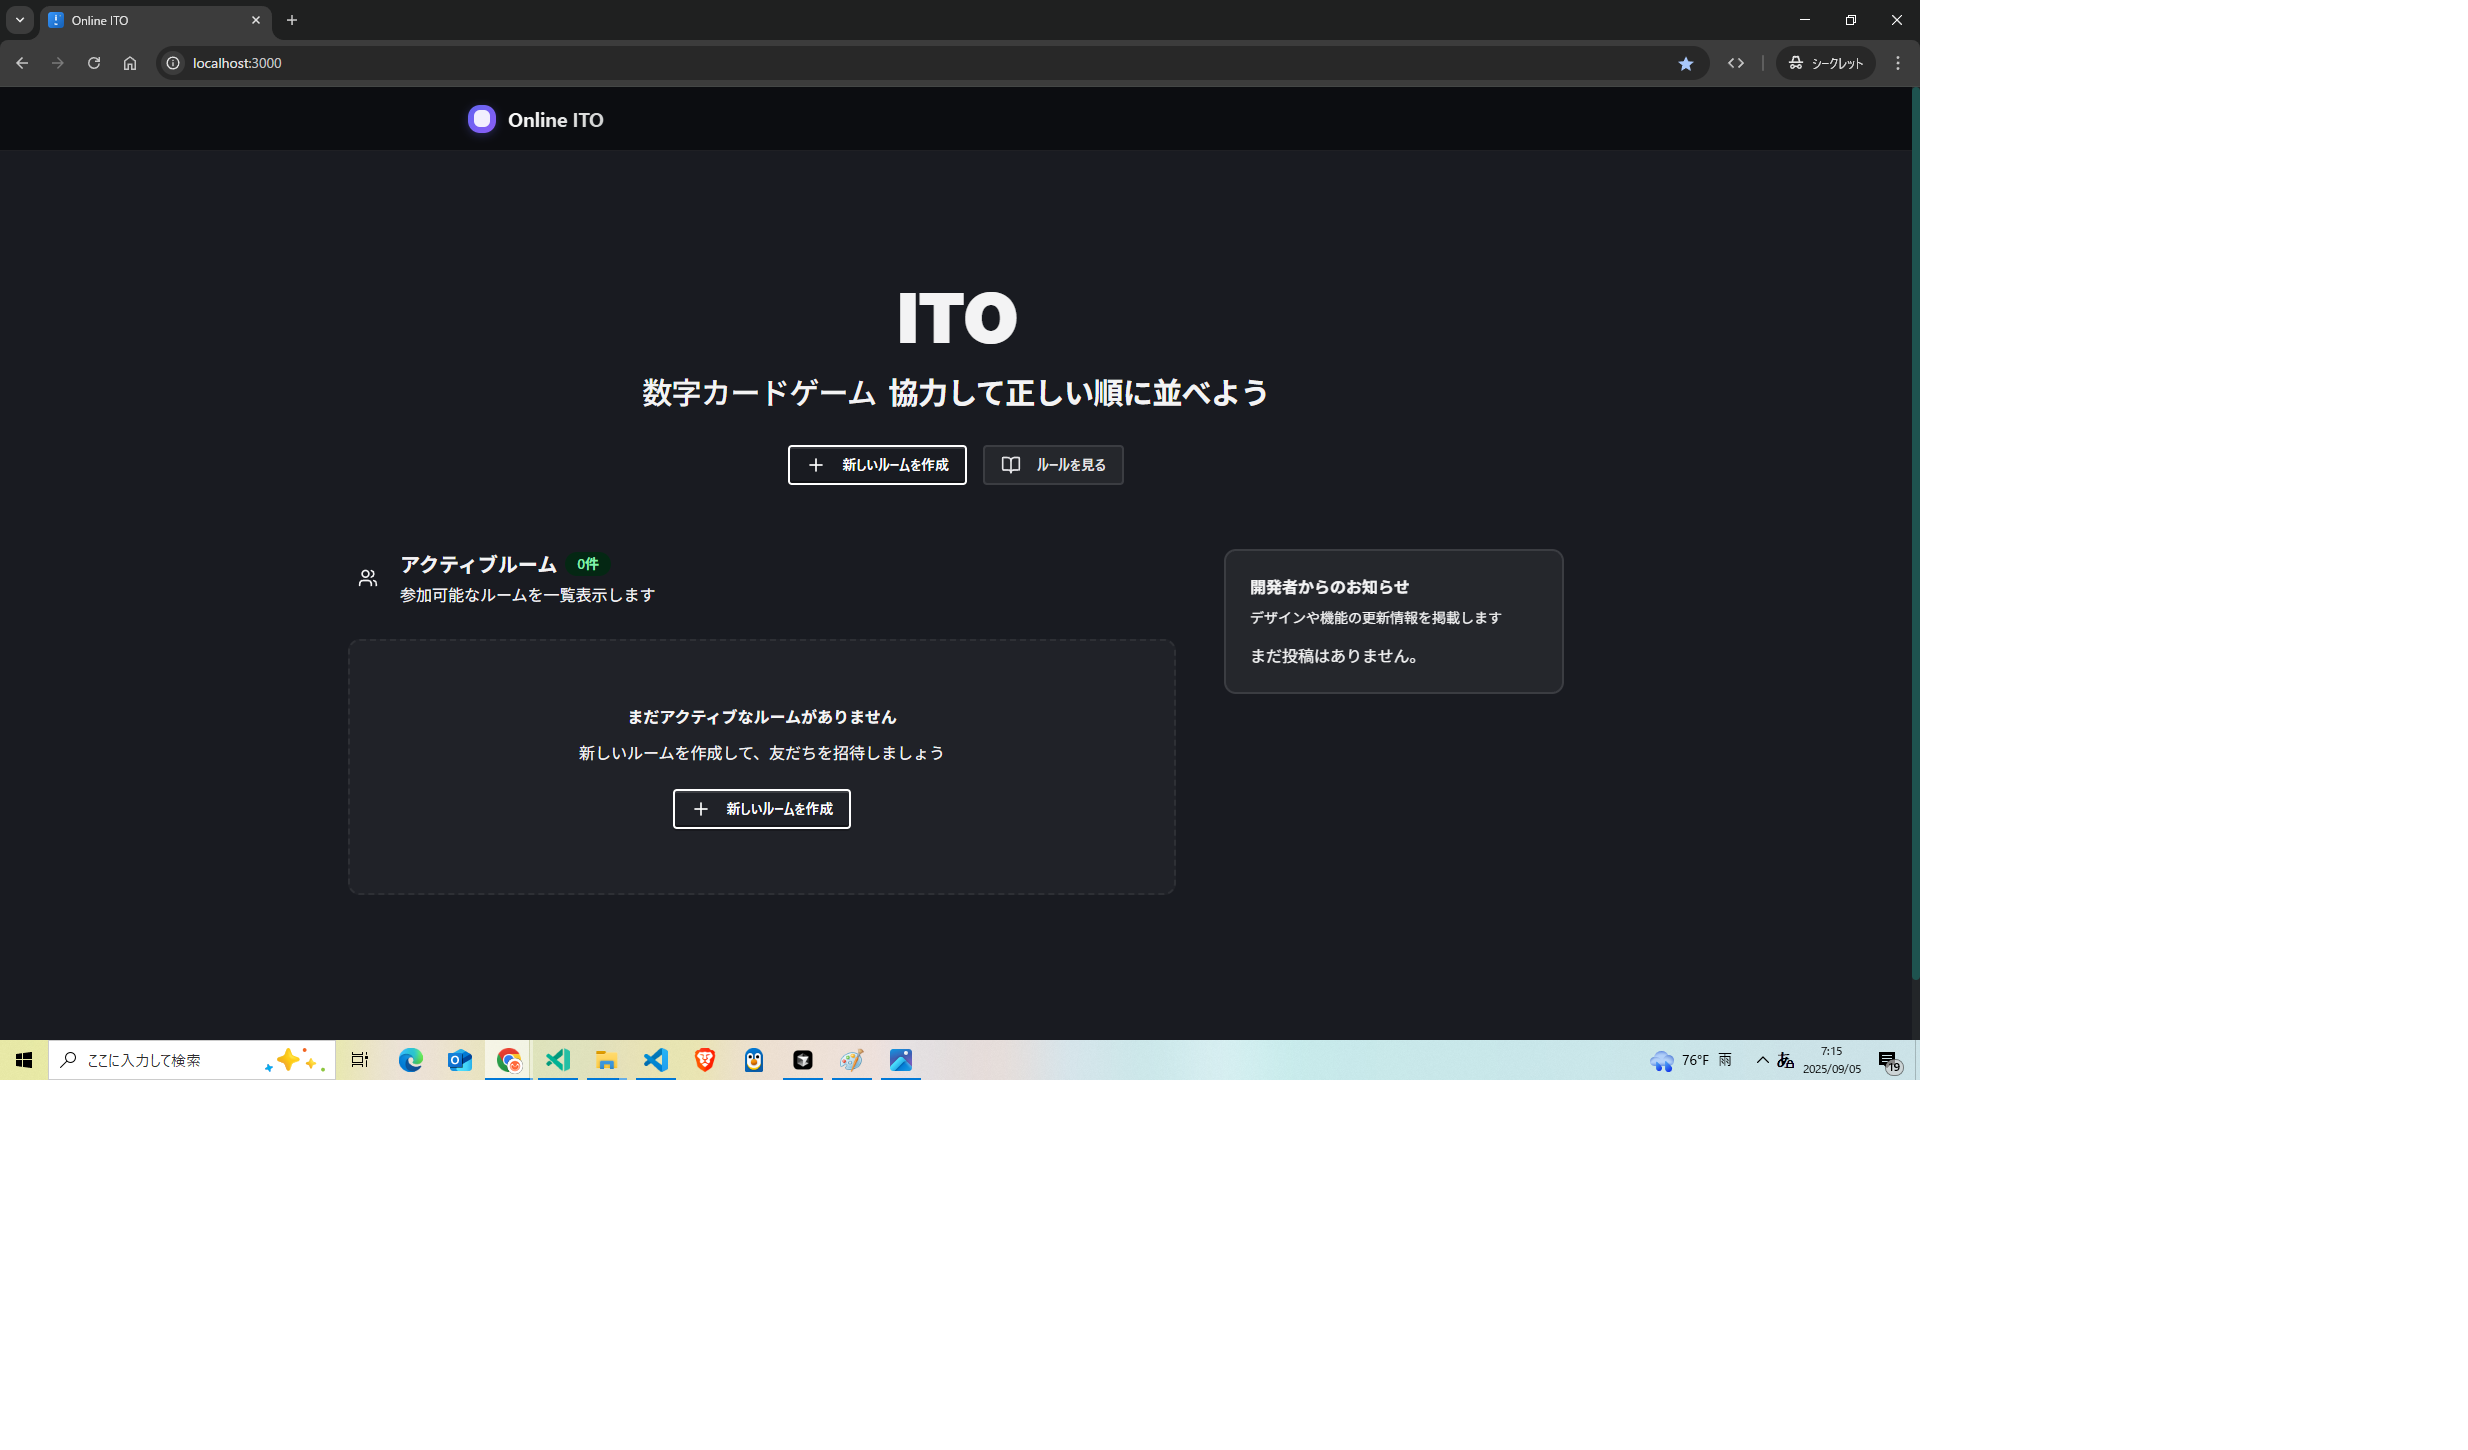 Online ITO
localhost:3000
シークレット
Online ITO
ITO
数字カードゲーム 協力して正しい順に並べよう
新しいルームを作成
ルールを見る
アクティブルーム 0件
参加可能なルームを一覧表示します
開発者からのお知らせ
デザインや機能の更新情報を掲載します
まだ投稿はありません。
まだアクティブなルームがありません
新しいルームを作成して、友だちを招待しましょう
新しいルームを作成
ここに入力して検索
76°F 雨
あ
7:15
2025/09/05
19